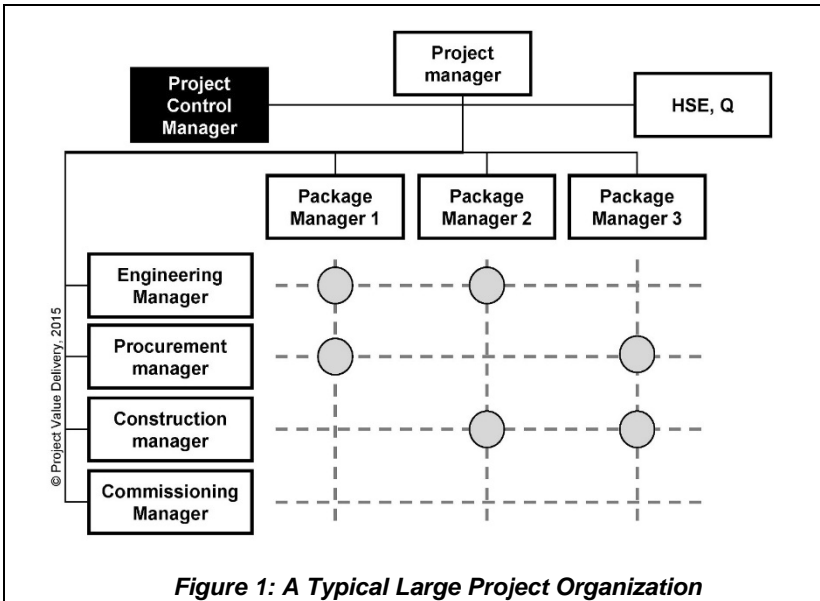 Project
manager
Project
Control
Manager
HSE, Q
Package
Manager 1
Package
Manager 2
Package
Manager 3
Engineering
Manager
Procurement
manager
Construction
manager
Commissioning
Manager
© Project Value Delivery, 2015
Figure 1: A Typical Large Project Organization